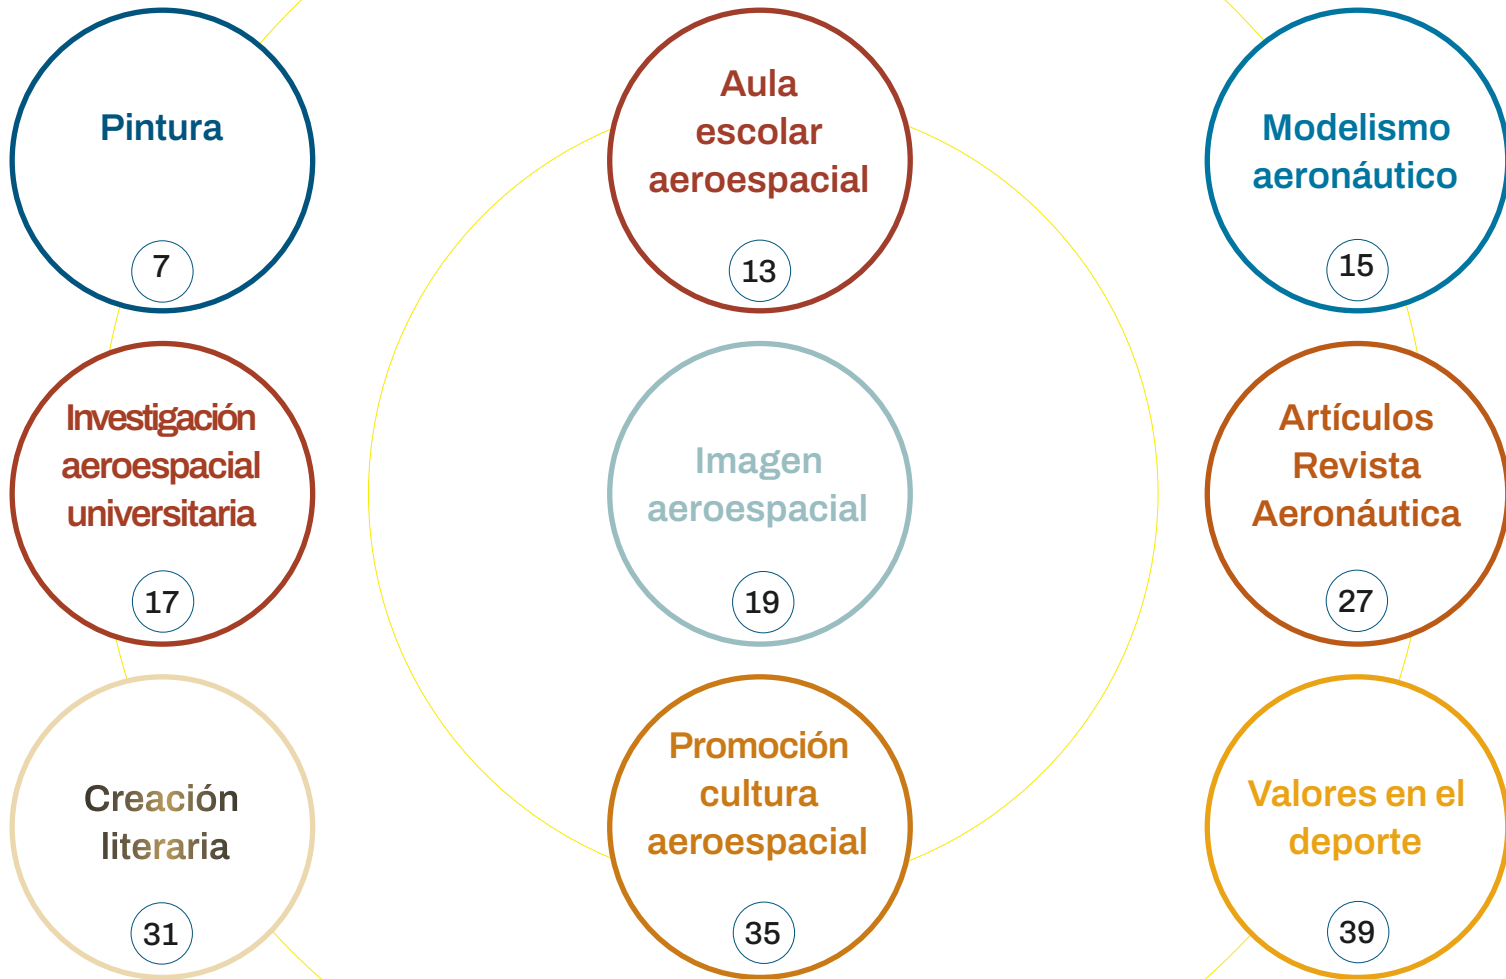 Pintura
7
Aula
escolar
aeroespacial
13
Modelismo
aeronáutico
15
Investigación
aeroespacial
universitaria
17
Imagen
aeroespacial
19
Artículos
Revista
Aeronáutica
27
Creación
literaria
31
Promoción
cultura
aeroespacial
35
Valores en el
deporte
39